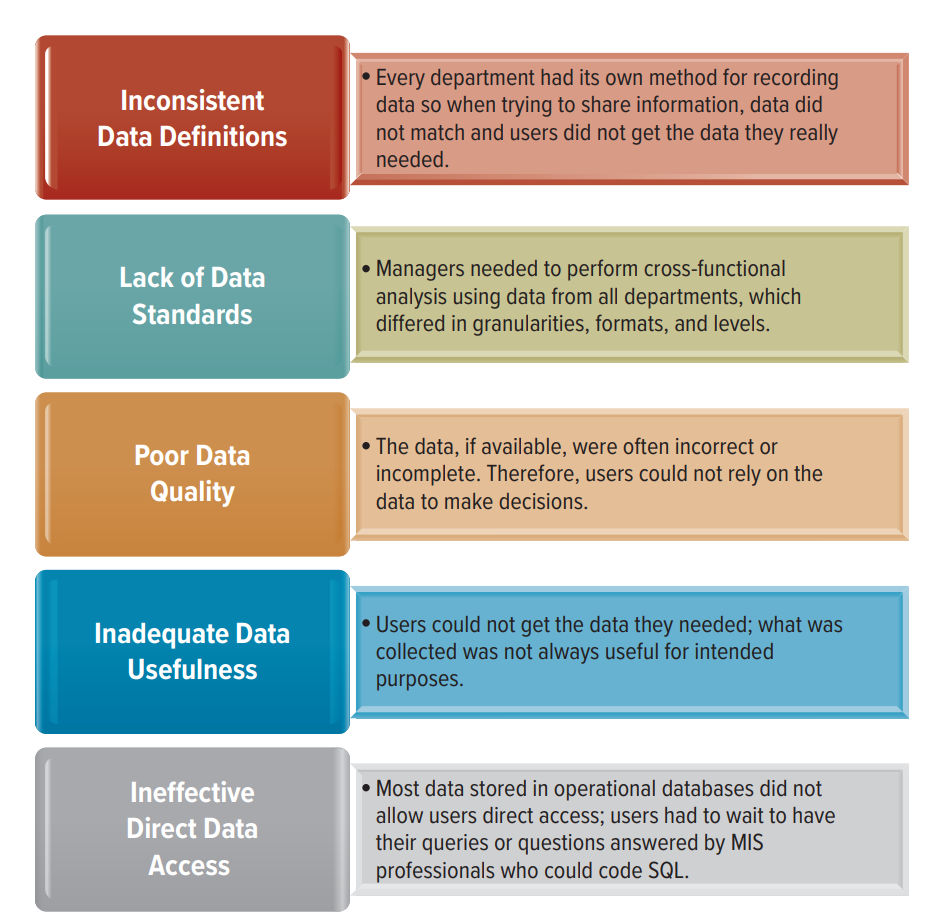 Inconsistent
Data Definitions
• Every department had its own method for recording
data so when trying to share information, data did
not match and users did not get the data they really
needed.
Lack of Data
Standards
• Managers needed to perform cross-functional
analysis using data from all departments, which
differed in granularities, formats, and levels.
Poor Data
Quality
• The data, if available, were often incorrect or
incomplete. Therefore, users could not rely on the
data to make decisions.
Inadequate Data
Usefulness
• Users could not get the data they needed; what was
collected was not always useful for intended
purposes.
Ineffective
Direct Data
Access
• Most data stored in operational databases did not
allow users direct access; users had to wait to have
their queries or questions answered by MIS
professionals who could code SQL.